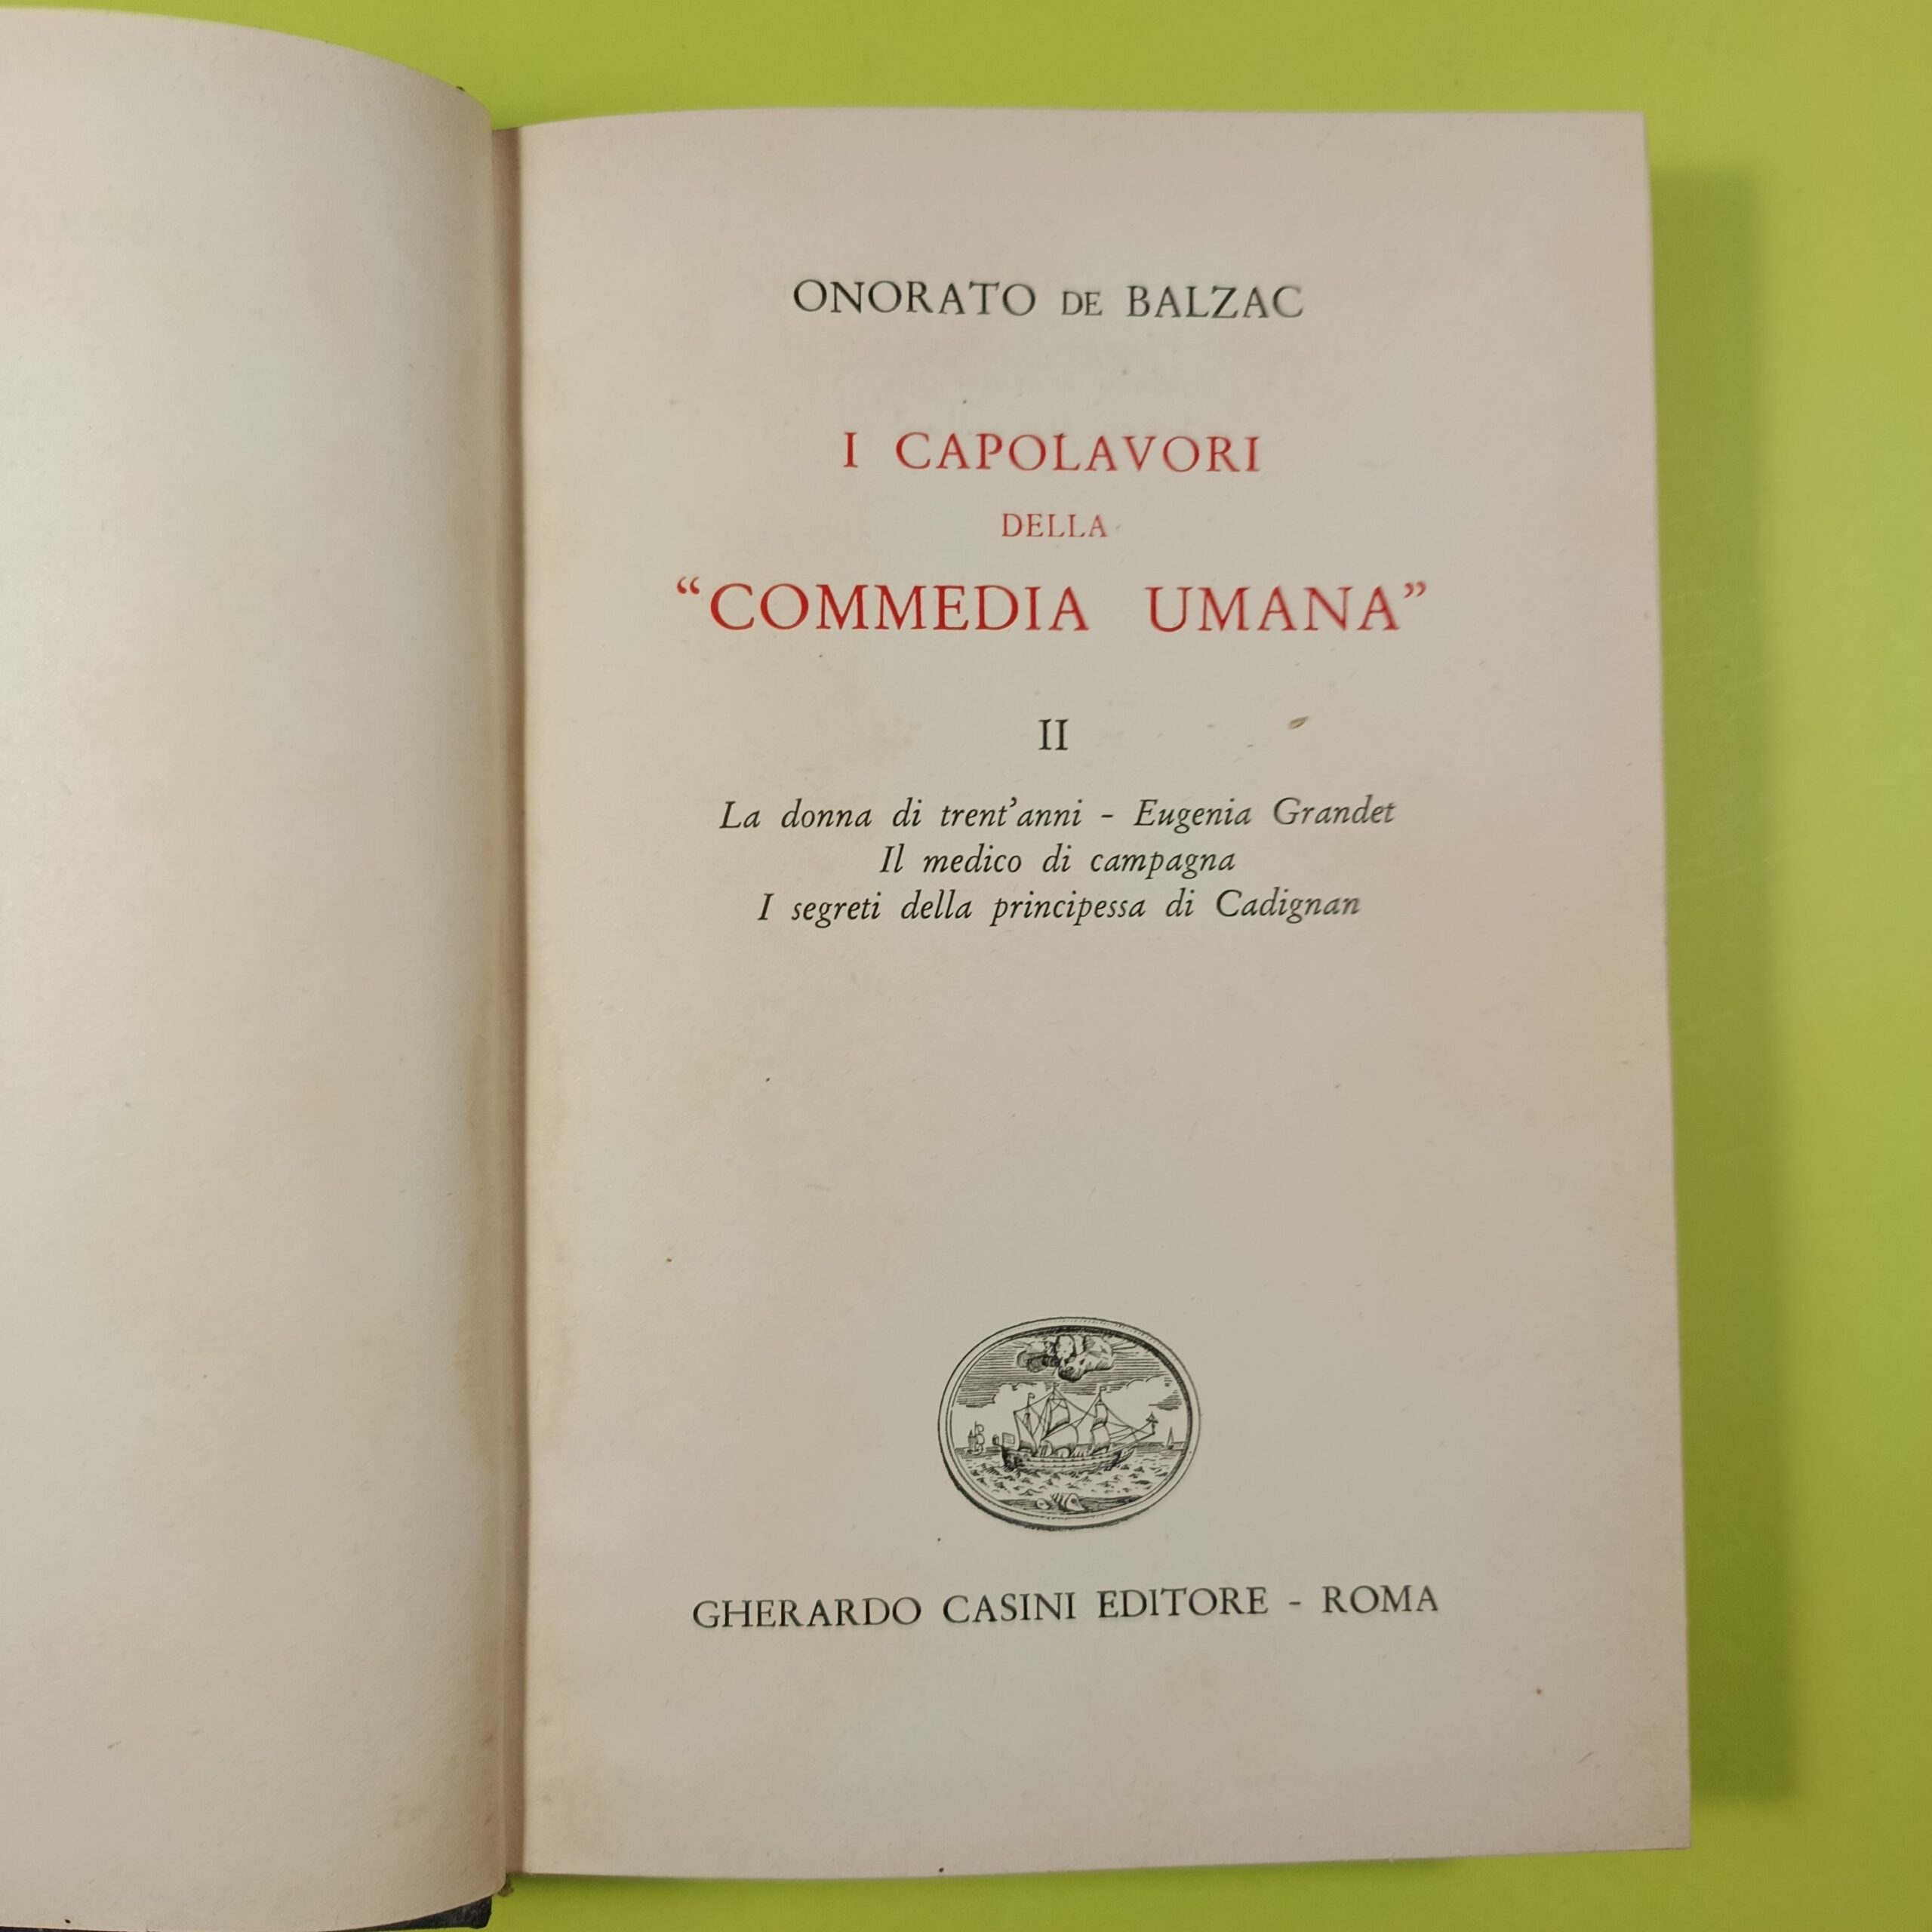 ONORATO DE BALZAC
I CAPOLAVORI
DELLA
“COMMEDIA UMANA”
II
La donna di trent’anni - Eugenia Grandet
Il medico di campagna
I segreti della principessa di Cadignan
GHERARDO CASINI EDITORE - ROMA